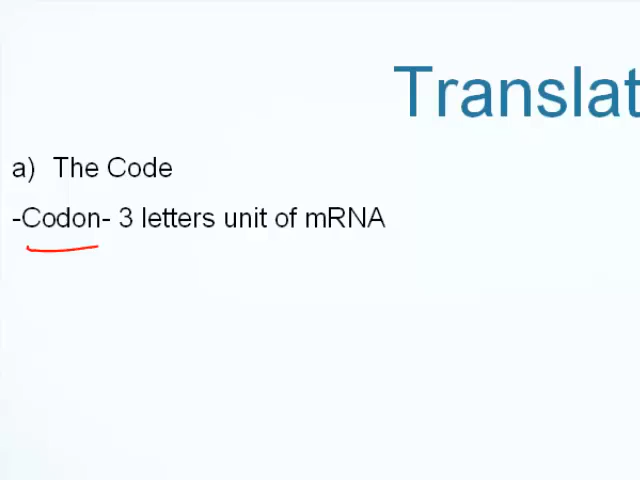 Translat
a) The Code
-Codon- 3 letters unit of mRNA